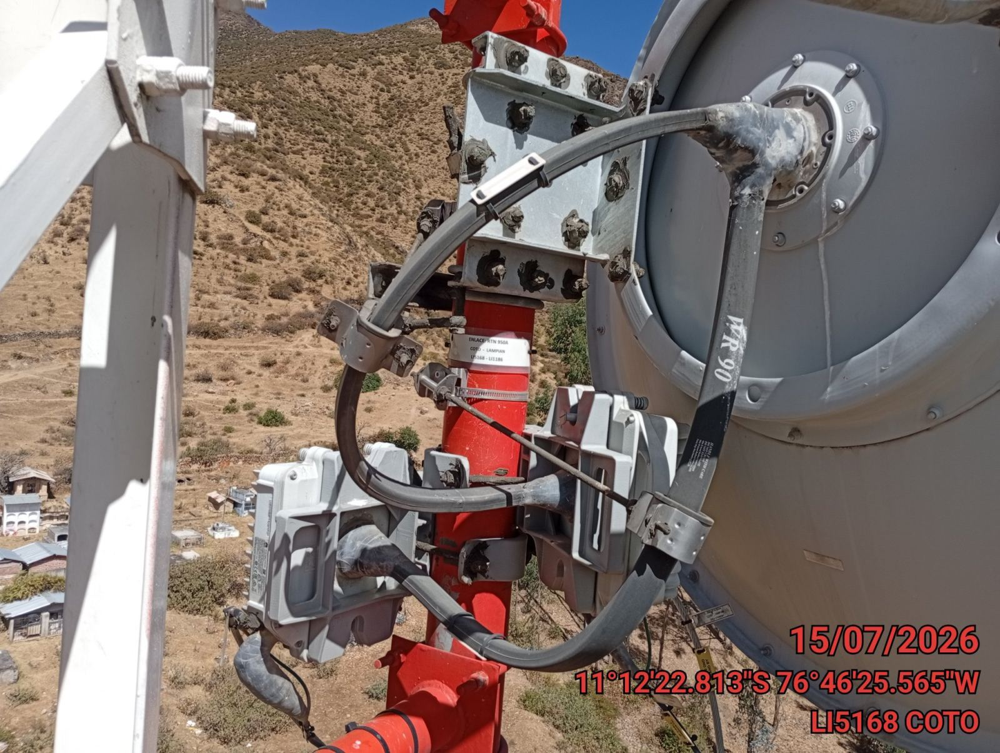 ENLACE: RTN 950A
COTO - LAMPIAN
LI5168 - LI1186
WR 90
15/07/2026
11°12'22.813"S 76°46'25.565"W
LI5168 COTO